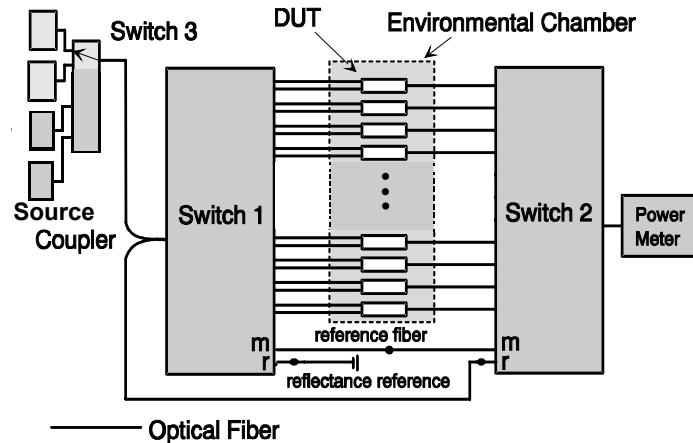 DUT
Environmental Chamber
Switch 3
Source
Coupler
Switch 1
Switch 2
Power
Meter
m
r
reference fiber
reflectance reference
m
r
Optical Fiber